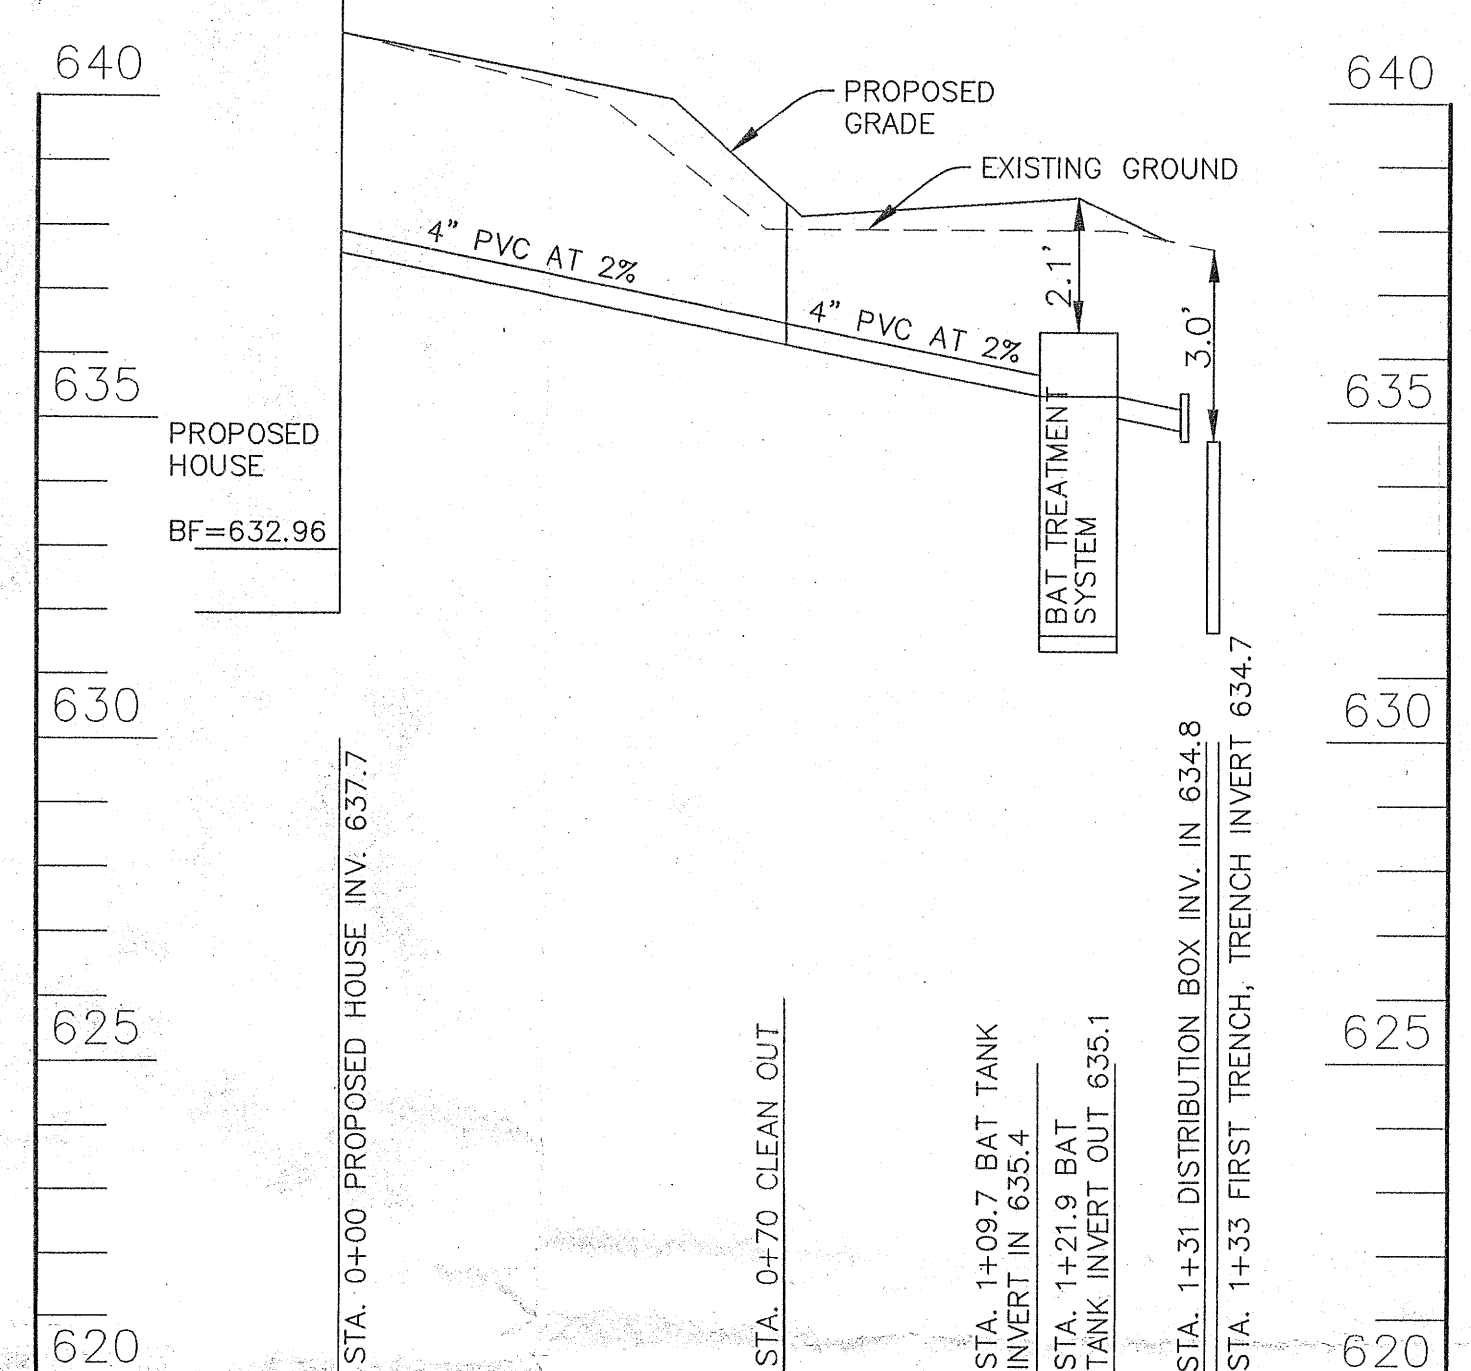 640
640
PROPOSED
GRADE
EXISTING GROUND
4" PVC AT 2%
4" PVC AT 2%
2.1'
3.0'
635
635
PROPOSED
HOUSE
BF=632.96
BAT TREATMENT
SYSTEM
630
630
625
625
620
620
STA. 0+00 PROPOSED HOUSE INV. 637.7
STA. 0+70 CLEAN OUT
STA. 1+09.7 BAT TANK
INVERT IN 635.4
STA. 1+21.9 BAT
TANK INVERT OUT 635.1
STA. 1+31 DISTRIBUTION BOX INV. IN 634.8
STA. 1+33 FIRST TRENCH, TRENCH INVERT 634.7